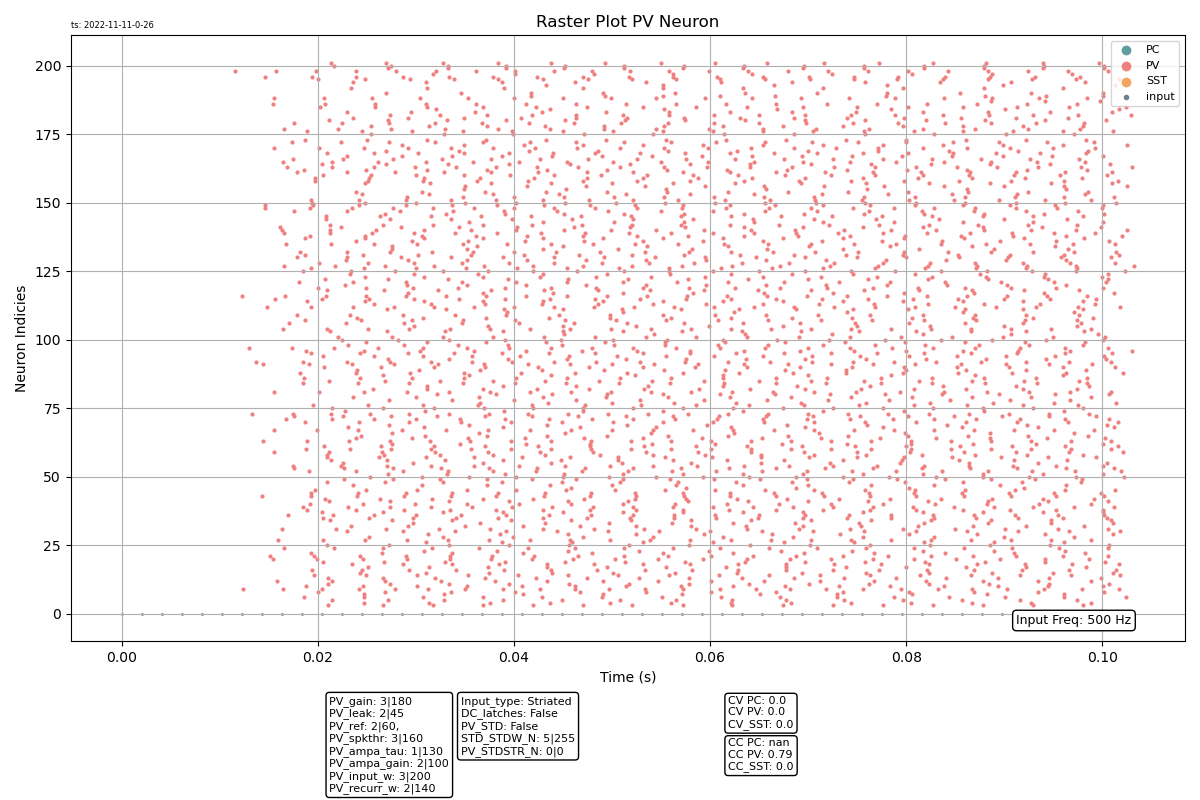 ts: 2022-11-11-0-26
Raster Plot PV Neuron
PC
PV
SST
input
200
175
150
125
100
75
50
25
0
Neuron Indicies
Input Freq: 500 Hz
0.00 0.02 0.04 0.06 0.08 0.10
Time (s)
PV_gain: 3|180
PV_leak: 2|45
PV_ref: 2|60,
PV_spkthr: 3|160
PV_ampa_tau: 1|130
PV_ampa_gain: 2|100
PV_input_w: 3|200
PV_recurr_w: 2|140
Input_type: Striated
DC_latches: False
PV_STD: False
STD_STDW_N: 5|255
PV_STDSTR_N: 0|0
CV PC: 0.0
CV PV: 0.0
CV_SST: 0.0
CC PC: nan
CC PV: 0.79
CC_SST: 0.0